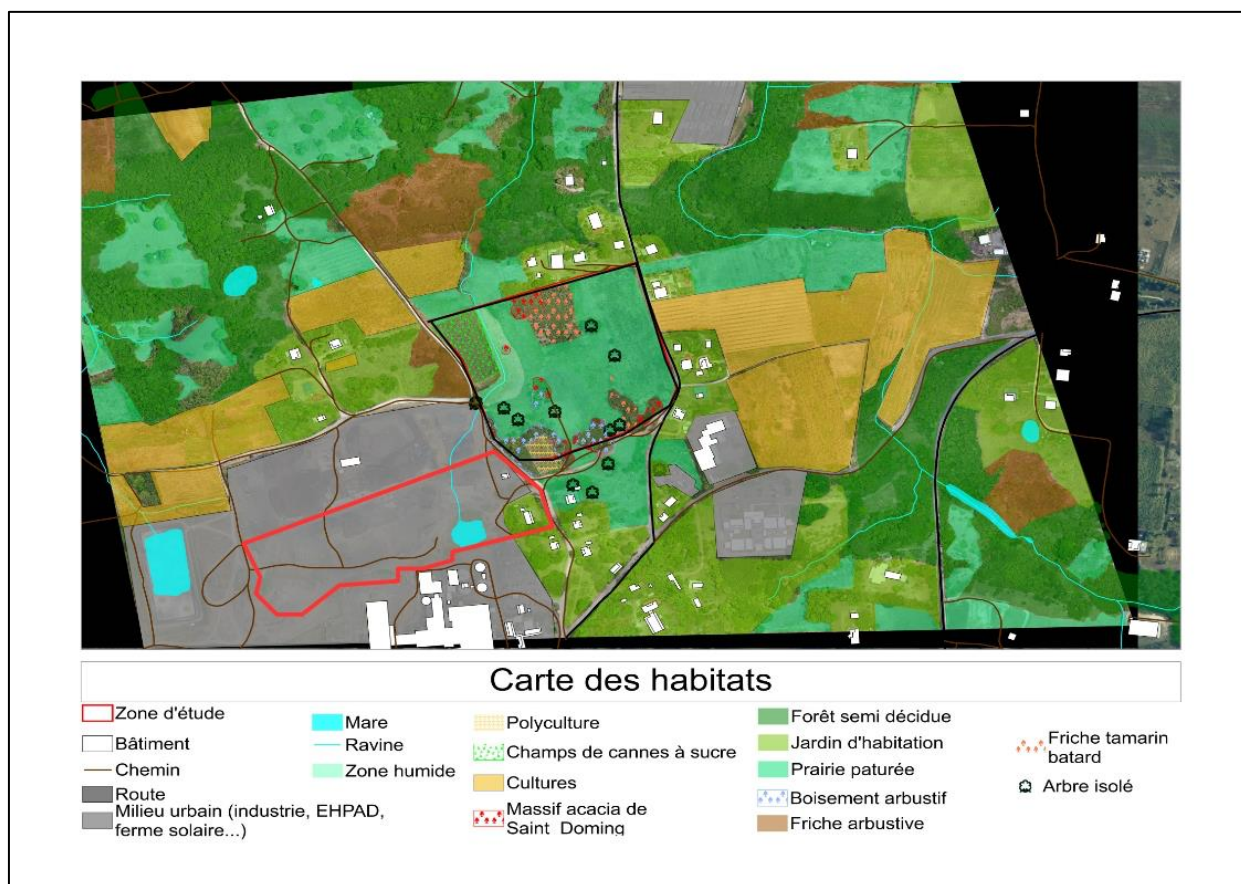 Carte des habitats
Zone d'étude
Bâtiment
Chemin
Route
Milieu urbain (industrie, EHPAD,
ferme solaire...)
Mare
Ravine
Zone humide
Polyculture
Champs de cannes à sucre
Cultures
Massif acacia de
Saint Doming
Forêt semi décidue
Jardin d'habitation
Prairie paturée
Boisement arbustif
Friche arbustive
Friche tamarin
batard
Arbre isolé